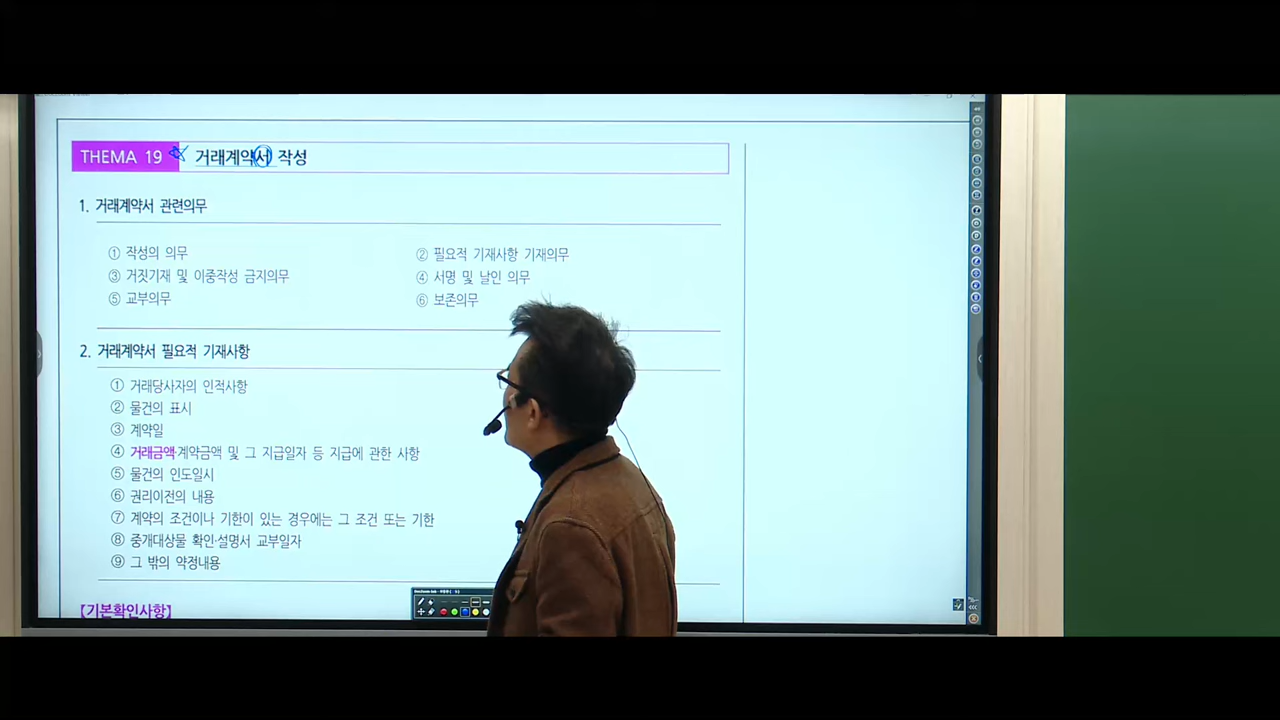 THEMA 19 거래계약서 작성
1. 거래계약서 관련의무
① 작성의 의무 ② 필요적 기재사항 기재의무
③ 거짓기재 및 이중작성 금지의무 ④ 서명 및 날인 의무
⑤ 교부의무 ⑥ 보존의무
2. 거래계약서 필요적 기재사항
① 거래당사자의 인적사항
② 물건의 표시
③ 계약일
④ 거래금액·계약금액 및 그 지급일자 등 지급에 관한 사항
⑤ 물건의 인도일시
⑥ 권리이전의 내용
⑦ 계약의 조건이나 기한이 있는 경우에는 그 조건 또는 기한
⑧ 중개대상물 확인·설명서 교부일자
⑨ 그 밖의 약정내용
【기본확인사항】